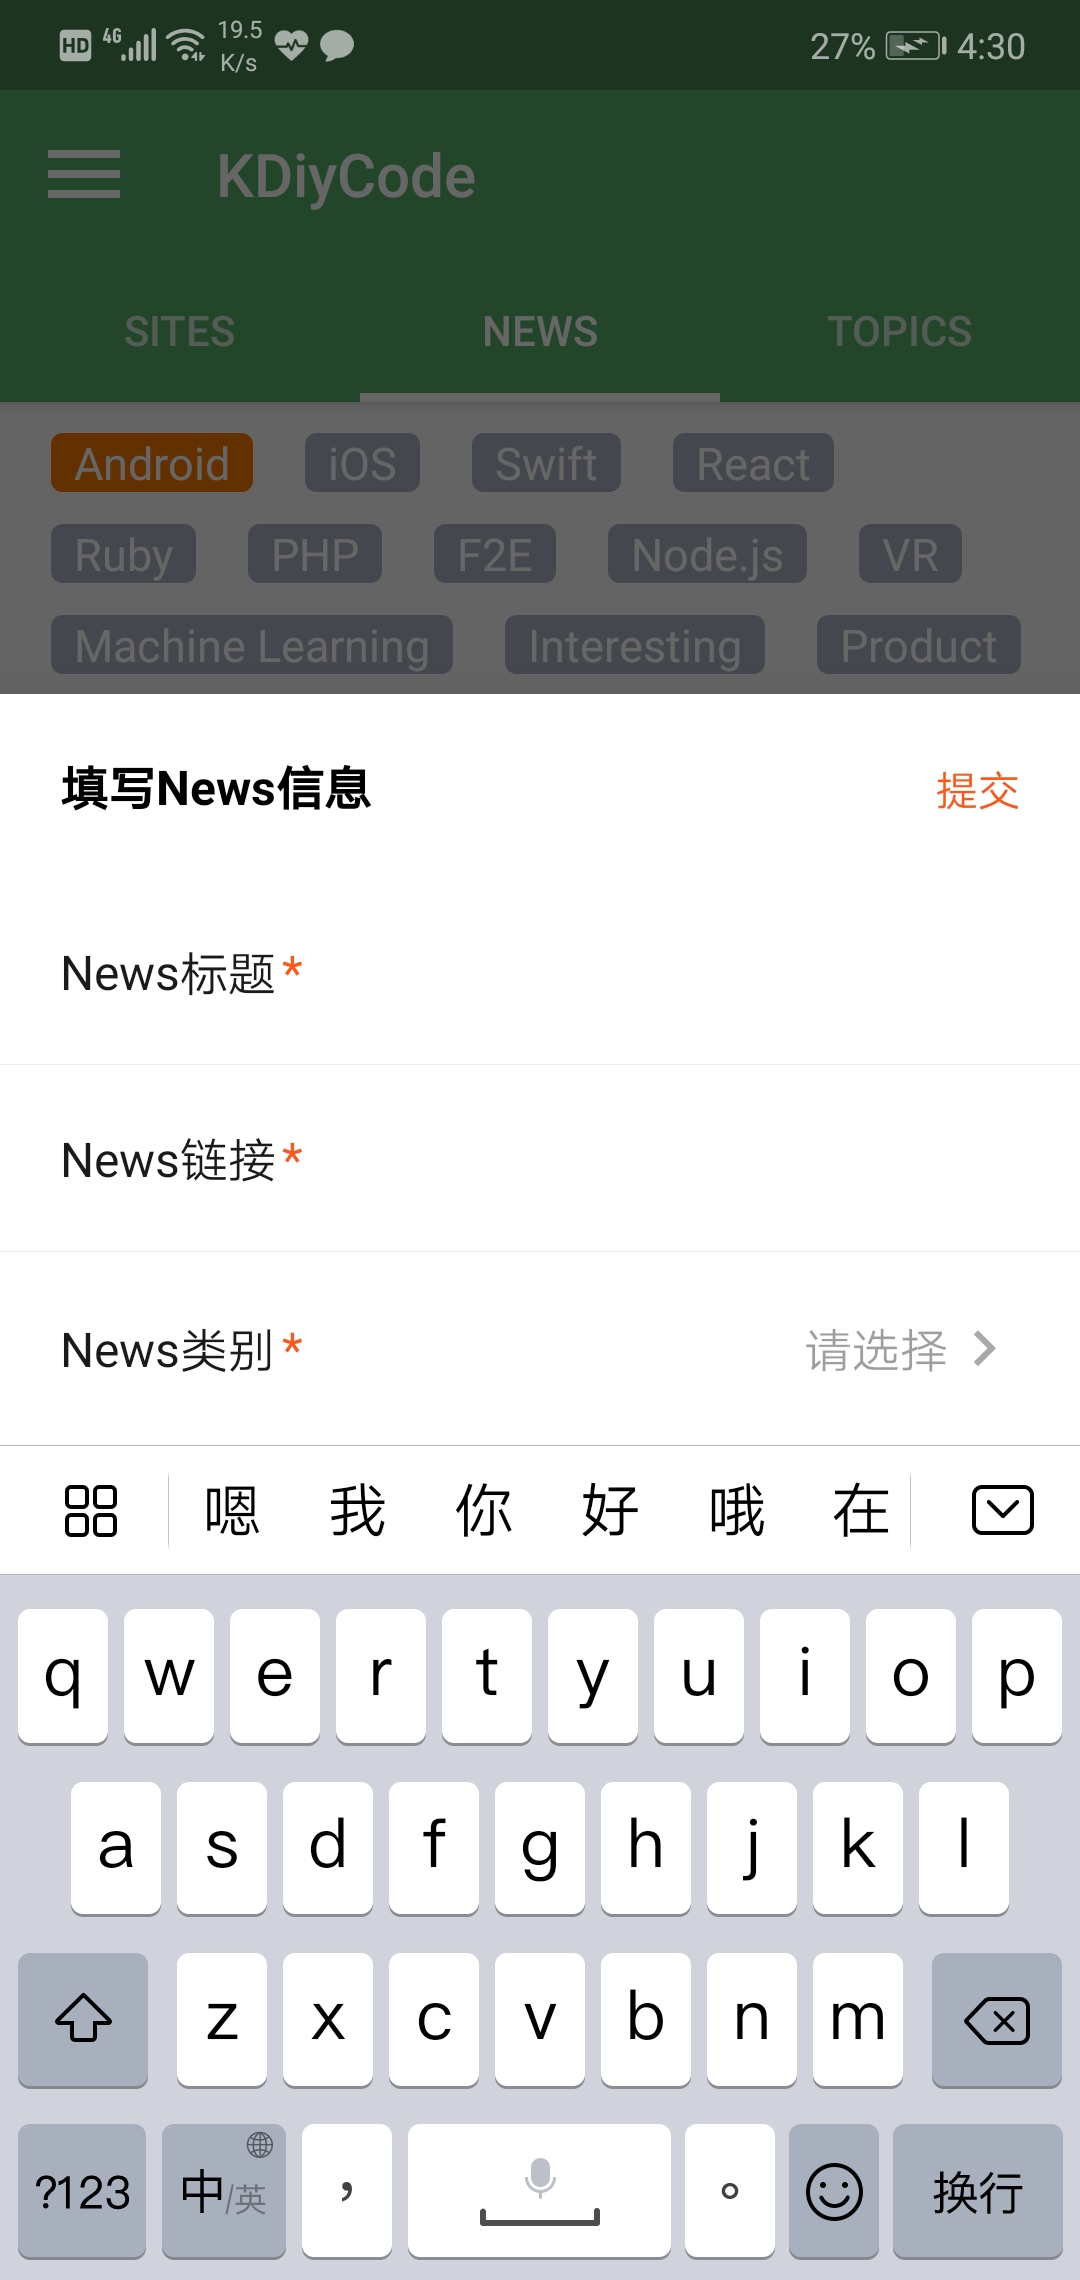 HD 4G 19.5 K/s 27% 4:30
KDiyCode
SITES NEWS TOPICS
Android iOS Swift React
Ruby PHP F2E Node.js VR
Machine Learning Interesting Product
填写News信息 提交
News标题*
News链接*
News类别* 请选择
嗯 我 你 好 哦 在
q w e r t y u i o p
a s d f g h j k l
z x c v b n m
?123 中/英 , 。 换行